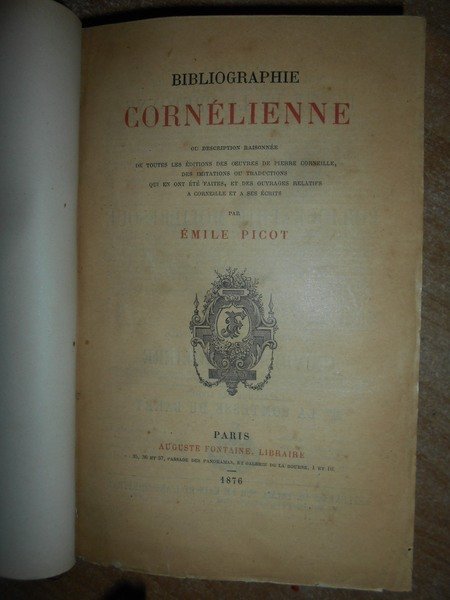 BIBLIOGRAPHIE
CORNÉLIENNE
OU DESCRIPTION RAISONNÉE
DE TOUTES LES ÉDITIONS DES ŒUVRES DE PIERRE CORNEILLE,
DES IMITATIONS OU TRADUCTIONS
QUI EN ONT ÉTÉ FAITES, ET DES OUVRAGES RELATIFS
A CORNEILLE ET A SES ÉCRITS
PAR
ÉMILE PICOT
PARIS
AUGUSTE FONTAINE, LIBRAIRE
35, 36 ET 37, PASSAGE DES PANORAMAS, ET GALERIE DE LA BOURSE, 1 ET 10.
1876